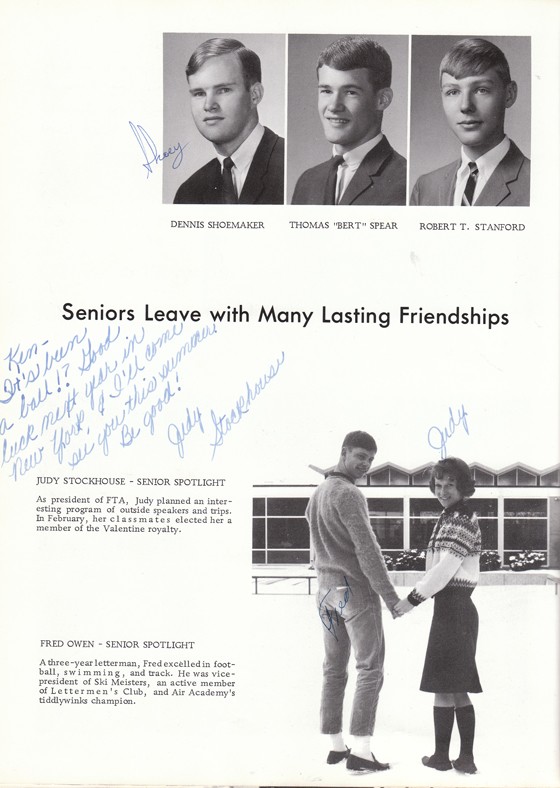 Shoey
DENNIS SHOEMAKER
THOMAS "BERT" SPEAR
ROBERT T. STANFORD
Seniors Leave with Many Lasting Friendships
Ken-
It's been
a ball!? Good
luck next year in
New York, & I'll come
see you this summer.
Be good!
Judy
Stockhouse
Judy
JUDY STOCKHOUSE - SENIOR SPOTLIGHT
As president of FTA, Judy planned an inter-
esting program of outside speakers and trips.
In February, her classmates elected her a
member of the Valentine royalty.
Fred
FRED OWEN - SENIOR SPOTLIGHT
A three-year letterman, Fred excelled in foot-
ball, swimming, and track. He was vice-
president of Ski Meisters, an active member
of Lettermen's Club, and Air Academy's
tiddlywinks champion.